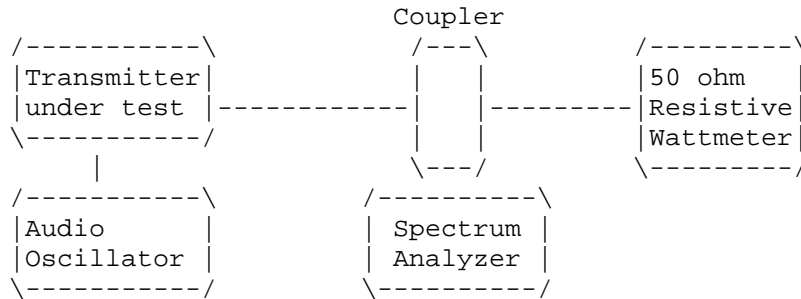 Coupler
Transmitter
under test
50 ohm
Resistive
Wattmeter
Audio
Oscillator
Spectrum
Analyzer